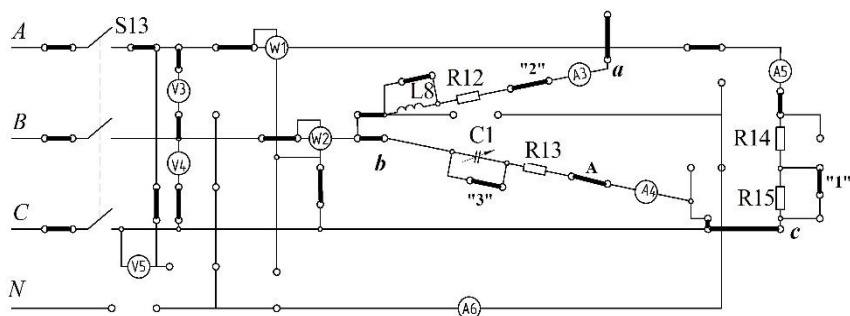 A S13 W1
V3 L8 R12 "2" A3 a A5
B W2 R14
V4 b C1 R13 A A4 "3" R15 "1"
C c
V5
N A6